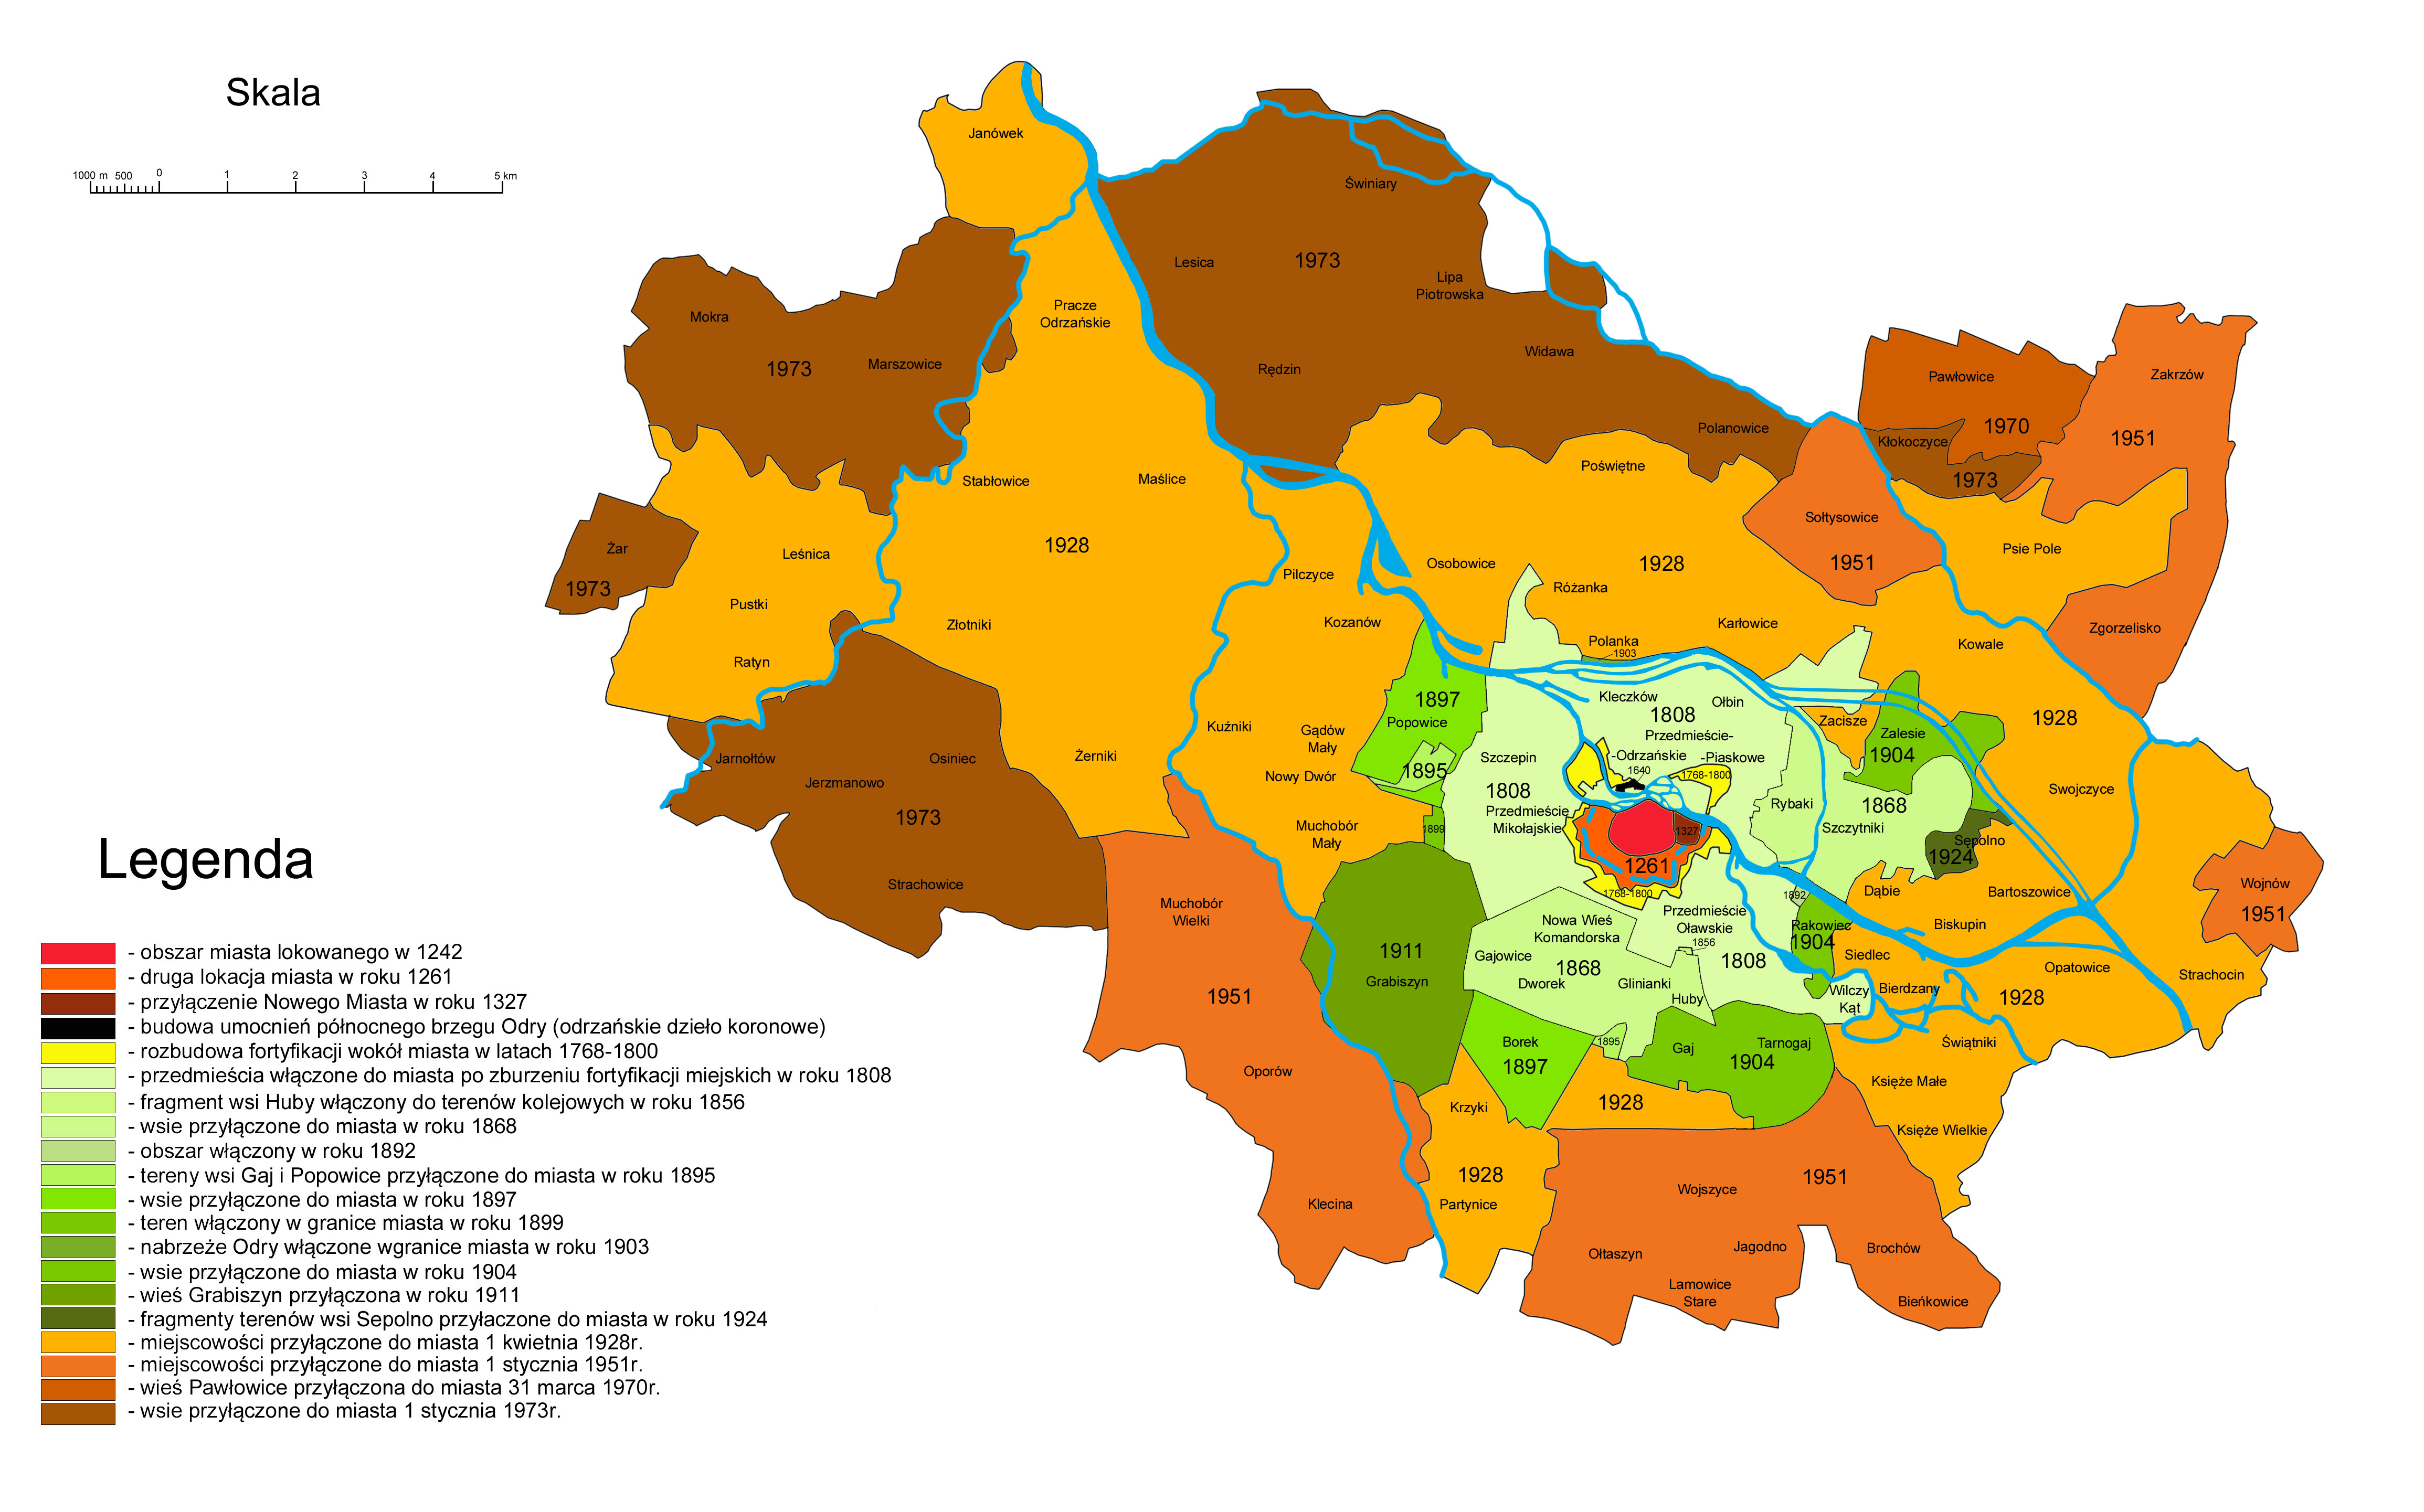 Skala
1000 m 500 0 1 2 3 4 5 km
Janówek
Świniary
Lesica
1973
Lipa
Piotrowska
Mokra
Pracze
Odrzańskie
1973
Marszowice
Rędzin
Widawa
Pawłowice
Zakrzów
Polanowice
1970
Kłokoczyce
1951
1973
Stabłowice
Maślice
Poświętne
Sołtysowice
1951
Psie Pole
Żar
1973
Leśnica
1928
Pilczyce
Osobowice
1928
Różanka
Pustki
Złotniki
Kozanów
Karłowice
Zgorzelisko
Ratyn
Polanka
1903
Kowale
1897
Popowice
Kleczków
Ołbin
1808
Przedmieście-
-Odrzańskie
-Piaskowe
Zacisze
Zalesie
1904
1928
Kuźniki
Gądów
Mały
Nowy Dwór
1895
Szczepin
1808
1640
1768-1800
Jarnołtów
Osiniec
Żerniki
Jerzmanowo
1973
Przedmieście
Mikołajskie
Rybaki
1868
Szczytniki
Swojczyce
Muchobór
Mały
1899
1327
1261
Sępolno
1924
Strachowice
1768-1800
1892
Dąbie
Bartoszowice
Wojnów
1951
Muchobór
Wielki
Nowa Wieś
Komandorska
Przedmieście
Oławskie
Rakowiec
1904
Biskupin
1911
Grabiszyn
Gajowice
1868
Dworek
Glinianki
1856
1808
Siedlec
Opatowice
Strachocin
1951
Huby
Wilczy
Kąt
Bierdzany
1928
Oporów
Borek
1897
1895
Gaj
Tarnogaj
1904
Świątniki
Krzyki
1928
Księże Małe
Księże Wielkie
1928
Partynice
Klecina
Wojszyce
1951
Ołtaszyn
Jagodno
Brochów
Lamowice
Stare
Bieńkowice
Legenda
- obszar miasta lokowanego w 1242
- druga lokacja miasta w roku 1261
- przyłączenie Nowego Miasta w roku 1327
- budowa umocnień północnego brzegu Odry (odrzańskie dzieło koronowe)
- rozbudowa fortyfikacji wokół miasta w latach 1768-1800
- przedmieścia włączone do miasta po zburzeniu fortyfikacji miejskich w roku 1808
- fragment wsi Huby włączony do terenów kolejowych w roku 1856
- wsie przyłączone do miasta w roku 1868
- obszar włączony w roku 1892
- tereny wsi Gaj i Popowice przyłączone do miasta w roku 1895
- wsie przyłączone do miasta w roku 1897
- teren włączony w granice miasta w roku 1899
- nabrzeże Odry włączone wgranice miasta w roku 1903
- wsie przyłączone do miasta w roku 1904
- wieś Grabiszyn przyłączona w roku 1911
- fragmenty terenów wsi Sepolno przyłaczone do miasta w roku 1924
- miejscowości przyłączone do miasta 1 kwietnia 1928r.
- miejscowości przyłączone do miasta 1 stycznia 1951r.
- wieś Pawłowice przyłączona do miasta 31 marca 1970r.
- wsie przyłączone do miasta 1 stycznia 1973r.